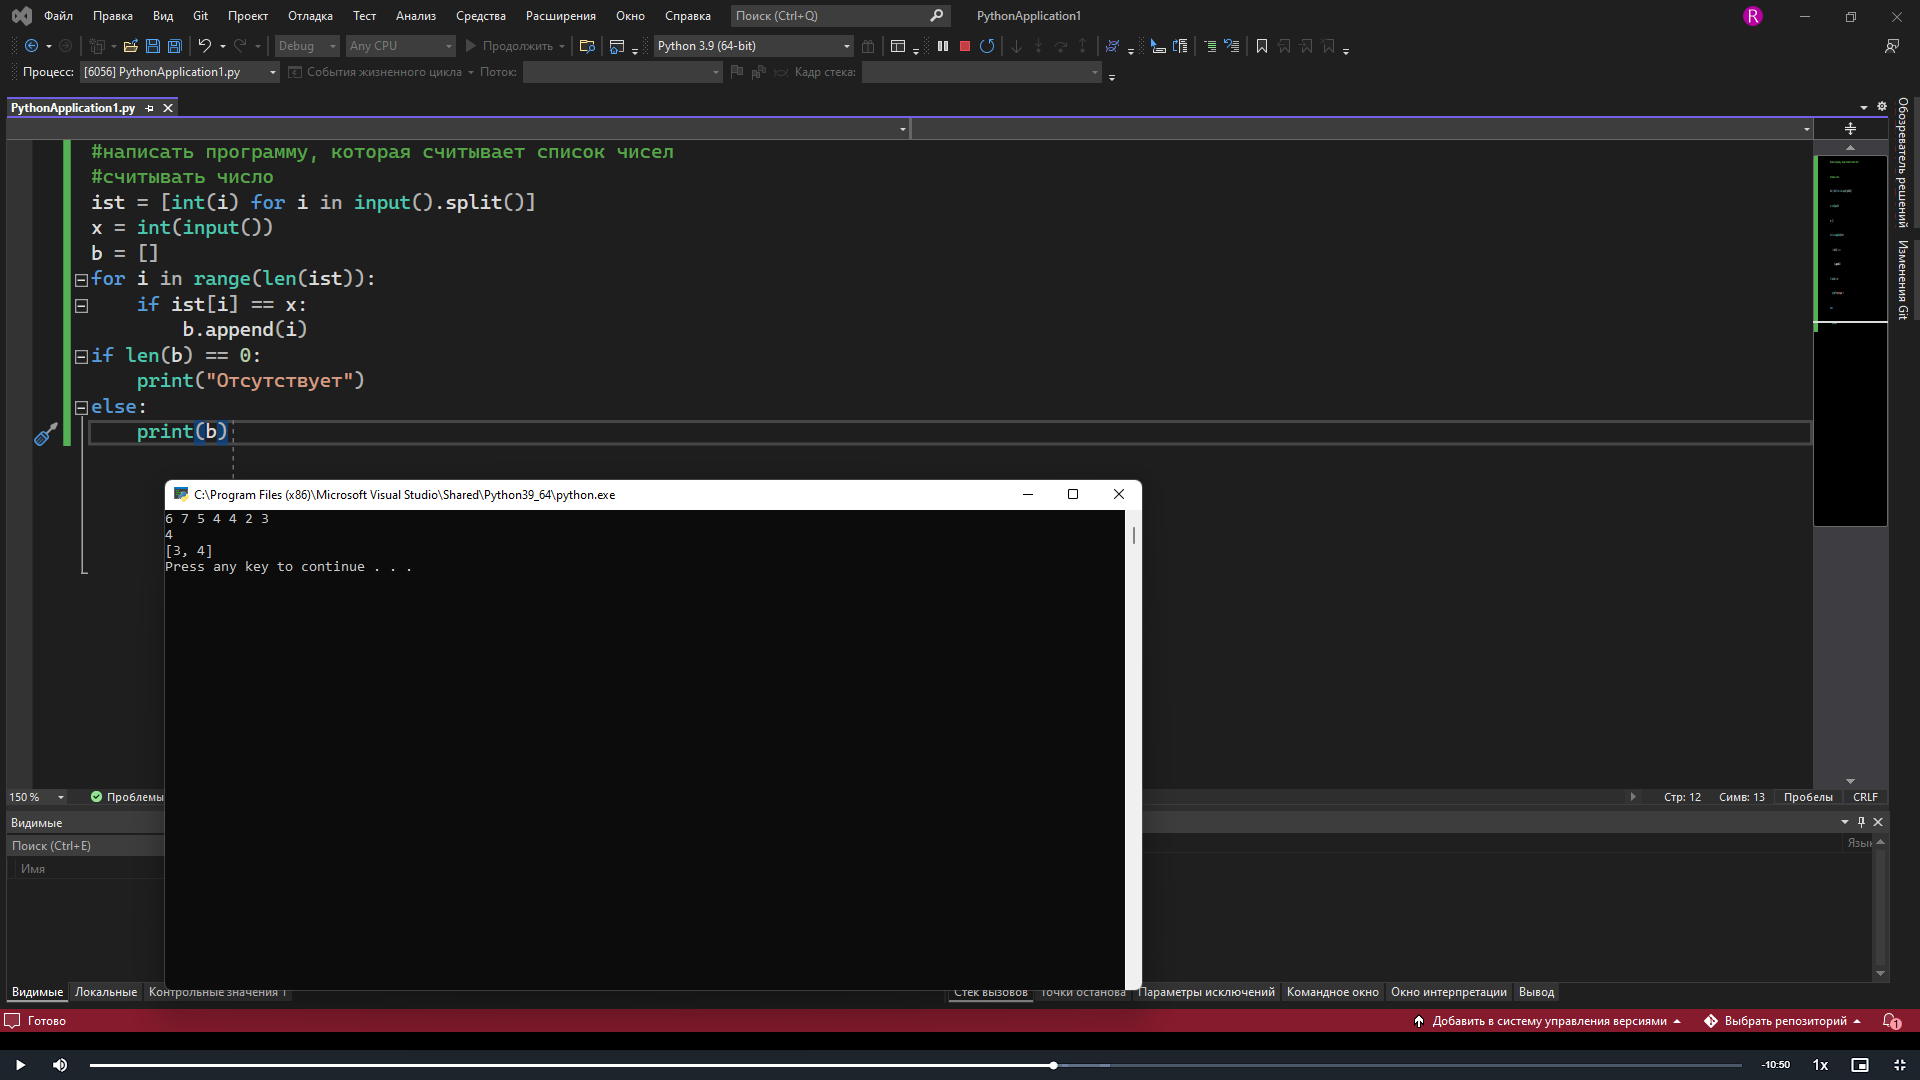 Файл Правка Вид Git Проект Отладка Тест Анализ Средства Расширения Окно Справка Поиск (Ctrl+Q) PythonApplication1 R
Debug Any CPU Продолжить Python 3.9 (64-bit)
Процесс: [6056] PythonApplication1.py События жизненного цикла Поток: Кадр стека:
PythonApplication1.py
Обозреватель решений
Изменения Git
#написать программу, которая считывает список чисел
#считывать число
ist = [int(i) for i in input().split()]
x = int(input())
b = []
for i in range(len(ist)):
if ist[i] == x:
b.append(i)
if len(b) == 0:
print("Отсутствует")
else:
print(b)
C:\Program Files (x86)\Microsoft Visual Studio\Shared\Python39_64\python.exe
6 7 5 4 4 2 3
4
[3, 4]
Press any key to continue . . .
150 % Проблемы Стр: 12 Симв: 13 Пробелы CRLF
Видимые
Поиск (Ctrl+E)
Язык
Имя
Видимые Локальные Контрольные значения 1 Стек вызовов Точки останова Параметры исключений Командное окно Окно интерпретации Вывод
Готово Добавить в систему управления версиями Выбрать репозиторий 1
-10:50 1x